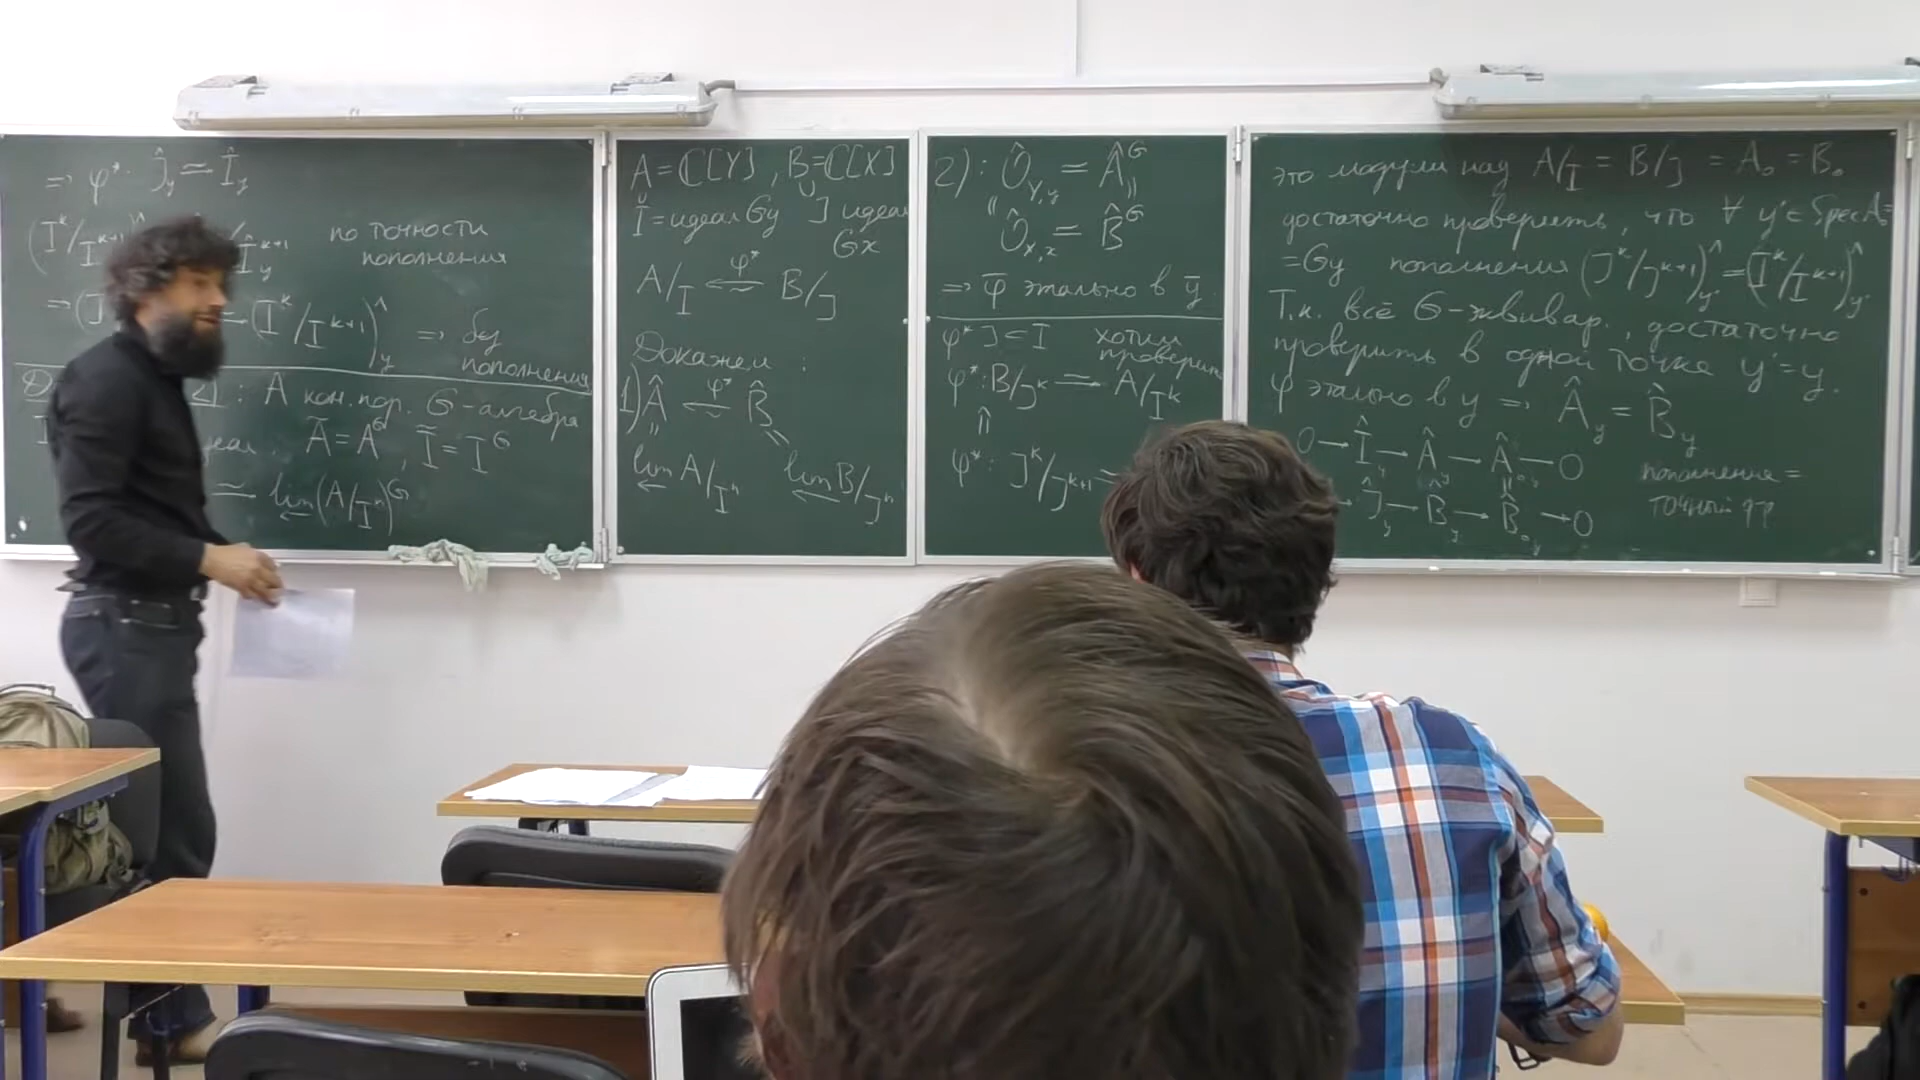 => φ* : Ĵ_y ≃ Î_y
(I^k/I^{k+1})^ Î_y^{k+1} по точности
пополнения
=> (J (I^k/I^{k+1})^_y => без
пополнения
2) : A кон. пор. G-алгебра
Ã = A^G, Ĩ = I^G
≃ lim (A/I^n)^G
A = ℂ[Y], B = ℂ[X]
I = идеал Gy J идеал
Gx
A/I ⟵ φ* B/J
Докажем :
1) Â ⟵ φ* B̂
lim A/I^n lim B/J^n
2) : Ô_{Y,y} = Â^G
Ô_{X,x} = B̂^G
=> φ̄ этально в ȳ.
φ* J ⊂ I хотим
проверить
φ* : B/J^k ≃ A/I^k
⇑
φ* : J^k/J^{k+1} ≃
это модули над A/I = B/J = A₀ = B₀
достаточно проверить, что ∀ y' ∈ Spec A₀ =
= Gy пополнения (J^k/J^{k+1})^_{y'} = (I^k/I^{k+1})^_{y'}
Т.к. всё G-эквивар., достаточно
проверить в одной точке y' = y.
φ этально в y => Â_y = B̂_y
0 → Î_y → Â_y → Â_{0,y} → 0 пополнение =
→ Ĵ_y → B̂_y → B̂_{0,y} → 0 точный ф-р